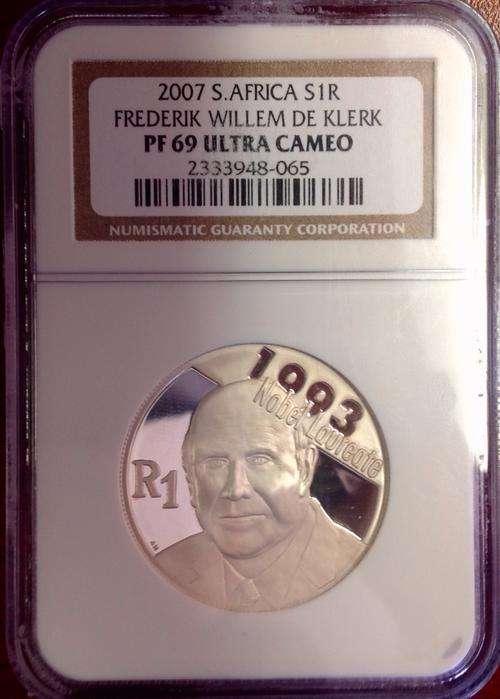 2007 S.AFRICA S1R
FREDERIK WILLEM DE KLERK
PF 69 ULTRA CAMEO
2333948-065
NUMISMATIC GUARANTY CORPORATION
1993
Nobel Laureate
R1